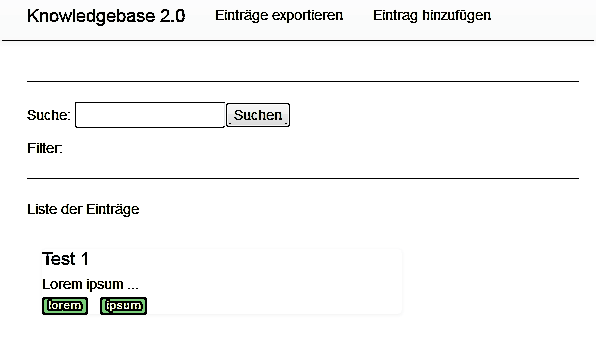 Knowledgebase 2.0 Einträge exportieren Eintrag hinzufügen
Suche: Suchen
Filter:
Liste der Einträge
Test 1
Lorem ipsum ...
lorem ipsum